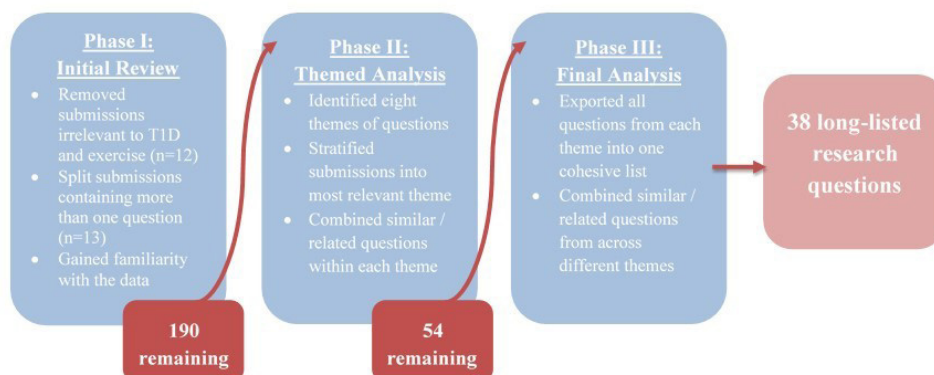 Phase I:
Initial Review
• Removed
submissions
irrelevant to T1D
and exercise (n=12)
• Split submissions
containing more
than one question
(n=13)
• Gained familiarity
with the data
190
remaining
Phase II:
Themed Analysis
• Identified eight
themes of questions
• Stratified
submissions into
most relevant theme
• Combined similar /
related questions
within each theme
54
remaining
Phase III:
Final Analysis
• Exported all
questions from each
theme into one
cohesive list
• Combined similar /
related questions
from across
different themes
38 long-listed
research
questions